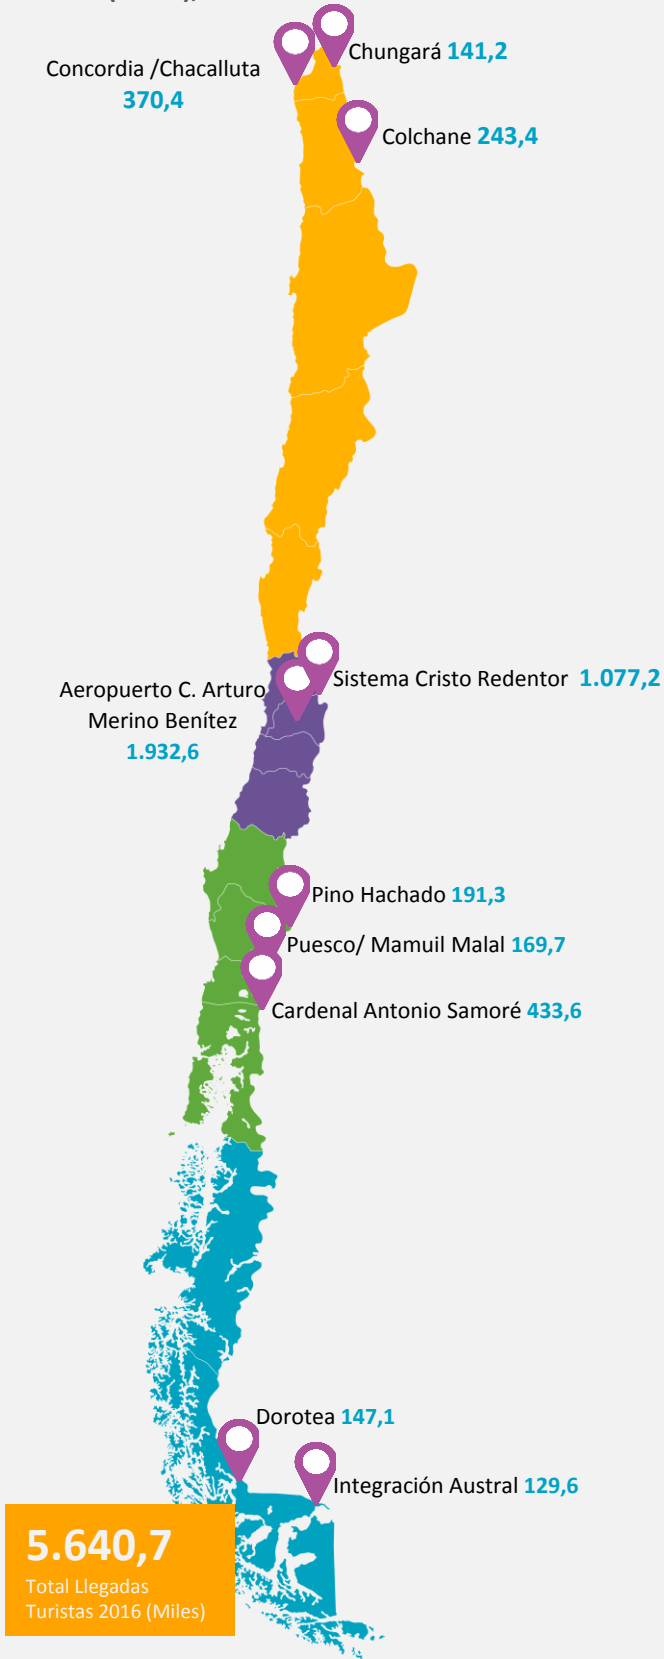 Chungará 141,2
Concordia /Chacalluta
370,4
Colchane 243,4
Sistema Cristo Redentor 1.077,2
Aeropuerto C. Arturo
Merino Benítez
1.932,6
Pino Hachado 191,3
Puesco/ Mamuil Malal 169,7
Cardenal Antonio Samoré 433,6
Dorotea 147,1
Integración Austral 129,6
5.640,7
Total Llegadas
Turistas 2016 (Miles)